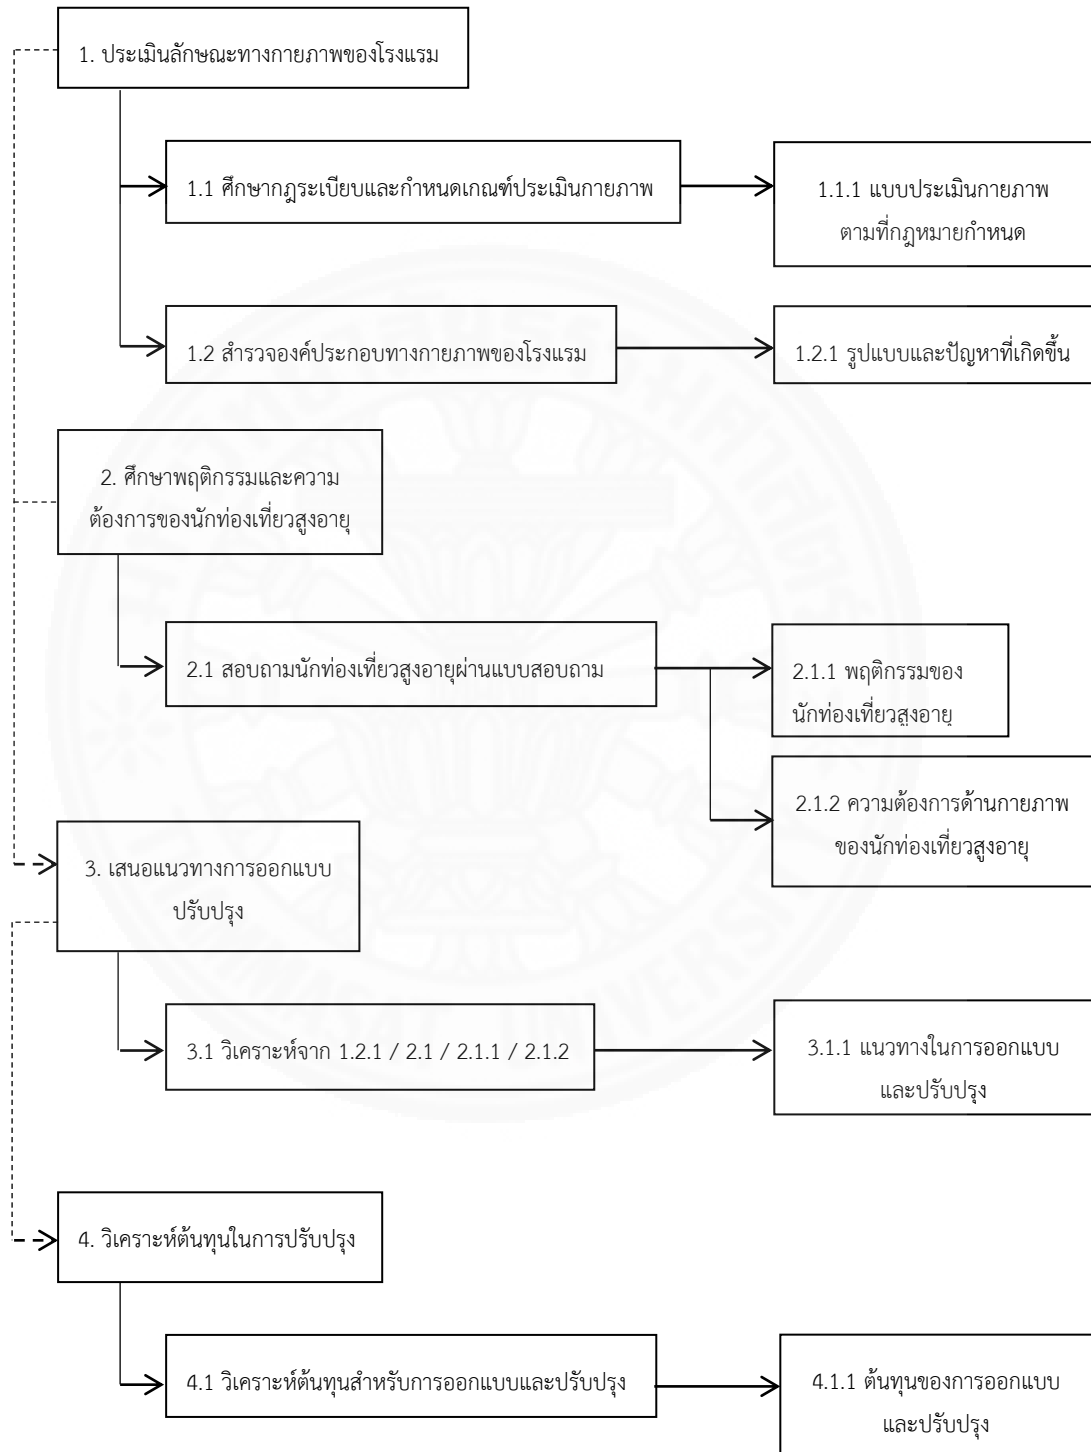 1. ประเมินลักษณะทางกายภาพของโรงแรม
1.1 ศึกษากฎระเบียบและกำหนดเกณฑ์ประเมินกายภาพ
1.1.1 แบบประเมินกายภาพ
ตามที่กฎหมายกำหนด
1.2 สำรวจองค์ประกอบทางกายภาพของโรงแรม
1.2.1 รูปแบบและปัญหาที่เกิดขึ้น
2. ศึกษาพฤติกรรมและความ
ต้องการของนักท่องเที่ยวสูงอายุ
2.1 สอบถามนักท่องเที่ยวสูงอายุผ่านแบบสอบถาม
2.1.1 พฤติกรรมของ
นักท่องเที่ยวสูงอายุ
2.1.2 ความต้องการด้านกายภาพ
ของนักท่องเที่ยวสูงอายุ
3. เสนอแนวทางการออกแบบ
ปรับปรุง
3.1 วิเคราะห์จาก 1.2.1 / 2.1 / 2.1.1 / 2.1.2
3.1.1 แนวทางในการออกแบบ
และปรับปรุง
4. วิเคราะห์ต้นทุนในการปรับปรุง
4.1 วิเคราะห์ต้นทุนสำหรับการออกแบบและปรับปรุง
4.1.1 ต้นทุนของการออกแบบ
และปรับปรุง